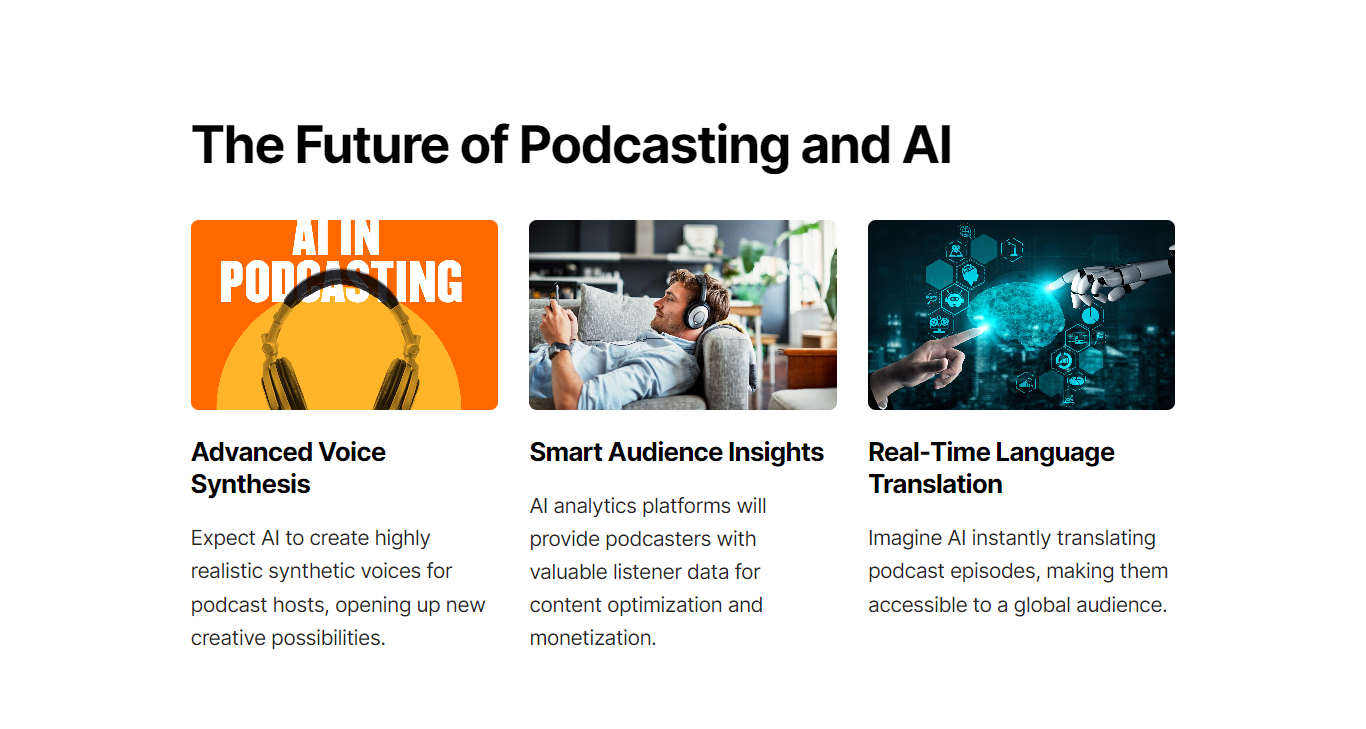 The Future of Podcasting and AI
AI IN
PODCASTING
Advanced Voice
Synthesis
Expect AI to create highly
realistic synthetic voices for
podcast hosts, opening up new
creative possibilities.
Smart Audience Insights
AI analytics platforms will
provide podcasters with
valuable listener data for
content optimization and
monetization.
Real-Time Language
Translation
Imagine AI instantly translating
podcast episodes, making them
accessible to a global audience.